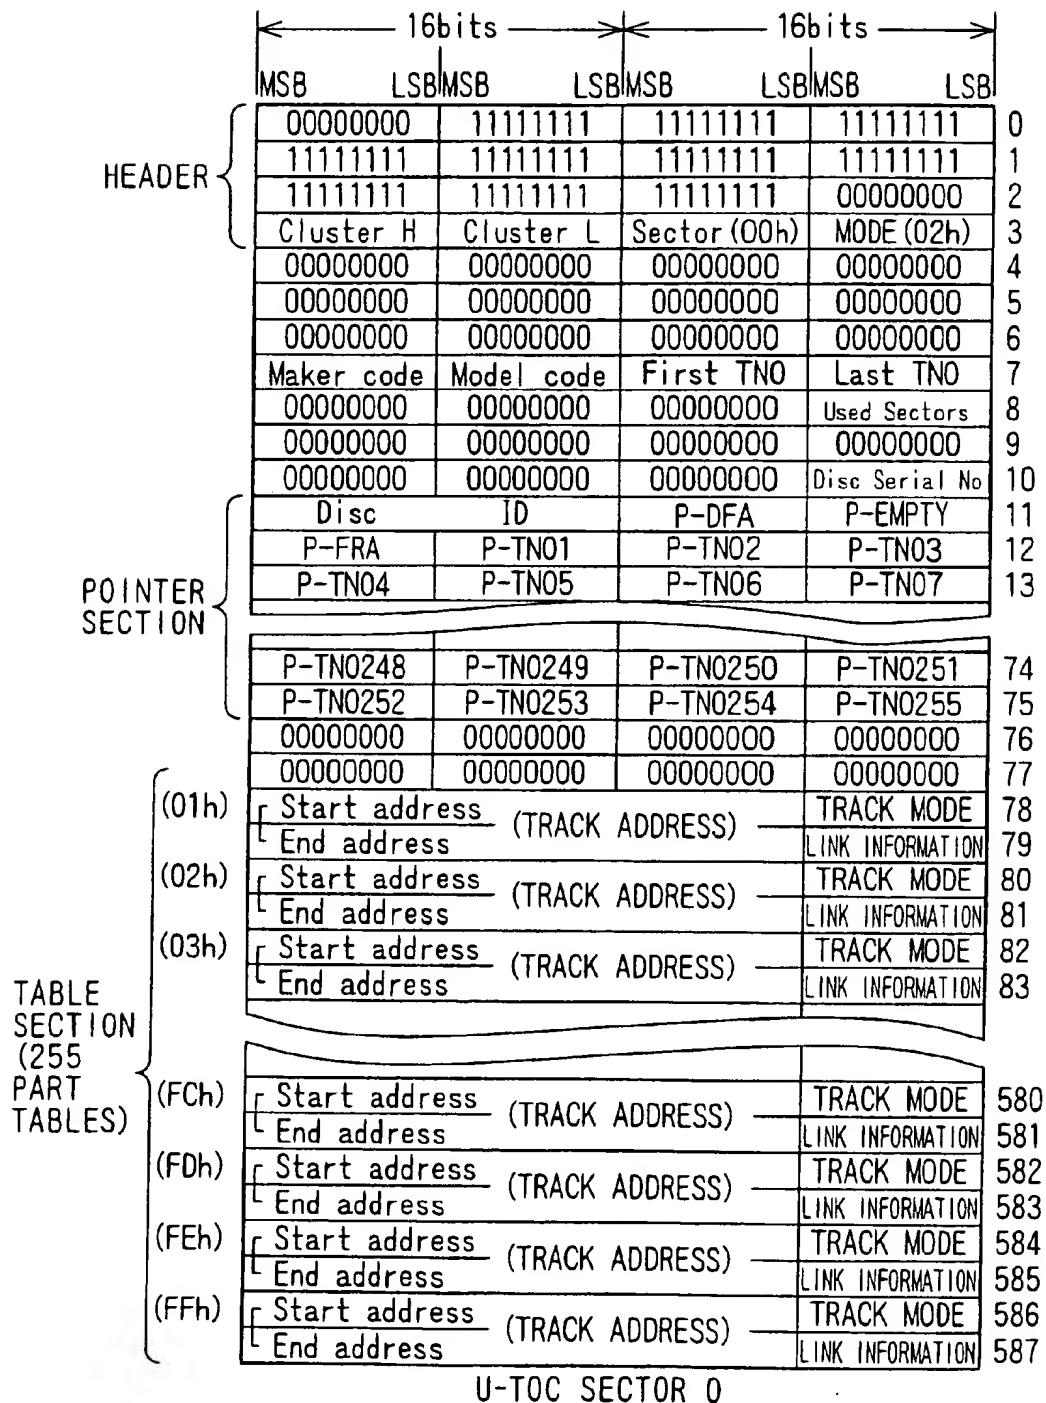 16bits 16bits
MSB LSB MSB LSB MSB LSB MSB LSB
00000000 11111111 11111111 11111111 0
11111111 11111111 11111111 11111111 1
HEADER
11111111 11111111 11111111 00000000 2
Cluster H Cluster L Sector(00h) MODE(02h) 3
00000000 00000000 00000000 00000000 4
00000000 00000000 00000000 00000000 5
00000000 00000000 00000000 00000000 6
Maker code Model code First TNO Last TNO 7
00000000 00000000 00000000 Used Sectors 8
00000000 00000000 00000000 00000000 9
00000000 00000000 00000000 Disc Serial No 10
Disc ID P-DFA P-EMPTY 11
P-FRA P-TNO1 P-TNO2 P-TNO3 12
P-TNO4 P-TNO5 P-TNO6 P-TNO7 13
POINTER
SECTION
P-TNO248 P-TNO249 P-TNO250 P-TNO251 74
P-TNO252 P-TNO253 P-TNO254 P-TNO255 75
00000000 00000000 00000000 00000000 76
00000000 00000000 00000000 00000000 77
(01h) Start address (TRACK ADDRESS) TRACK MODE 78
End address LINK INFORMATION 79
(02h) Start address (TRACK ADDRESS) TRACK MODE 80
End address LINK INFORMATION 81
(03h) Start address (TRACK ADDRESS) TRACK MODE 82
End address LINK INFORMATION 83
TABLE
SECTION
(255
PART
TABLES)
(FCh) Start address (TRACK ADDRESS) TRACK MODE 580
End address LINK INFORMATION 581
(FDh) Start address (TRACK ADDRESS) TRACK MODE 582
End address LINK INFORMATION 583
(FEh) Start address (TRACK ADDRESS) TRACK MODE 584
End address LINK INFORMATION 585
(FFh) Start address (TRACK ADDRESS) TRACK MODE 586
End address LINK INFORMATION 587
U-TOC SECTOR 0